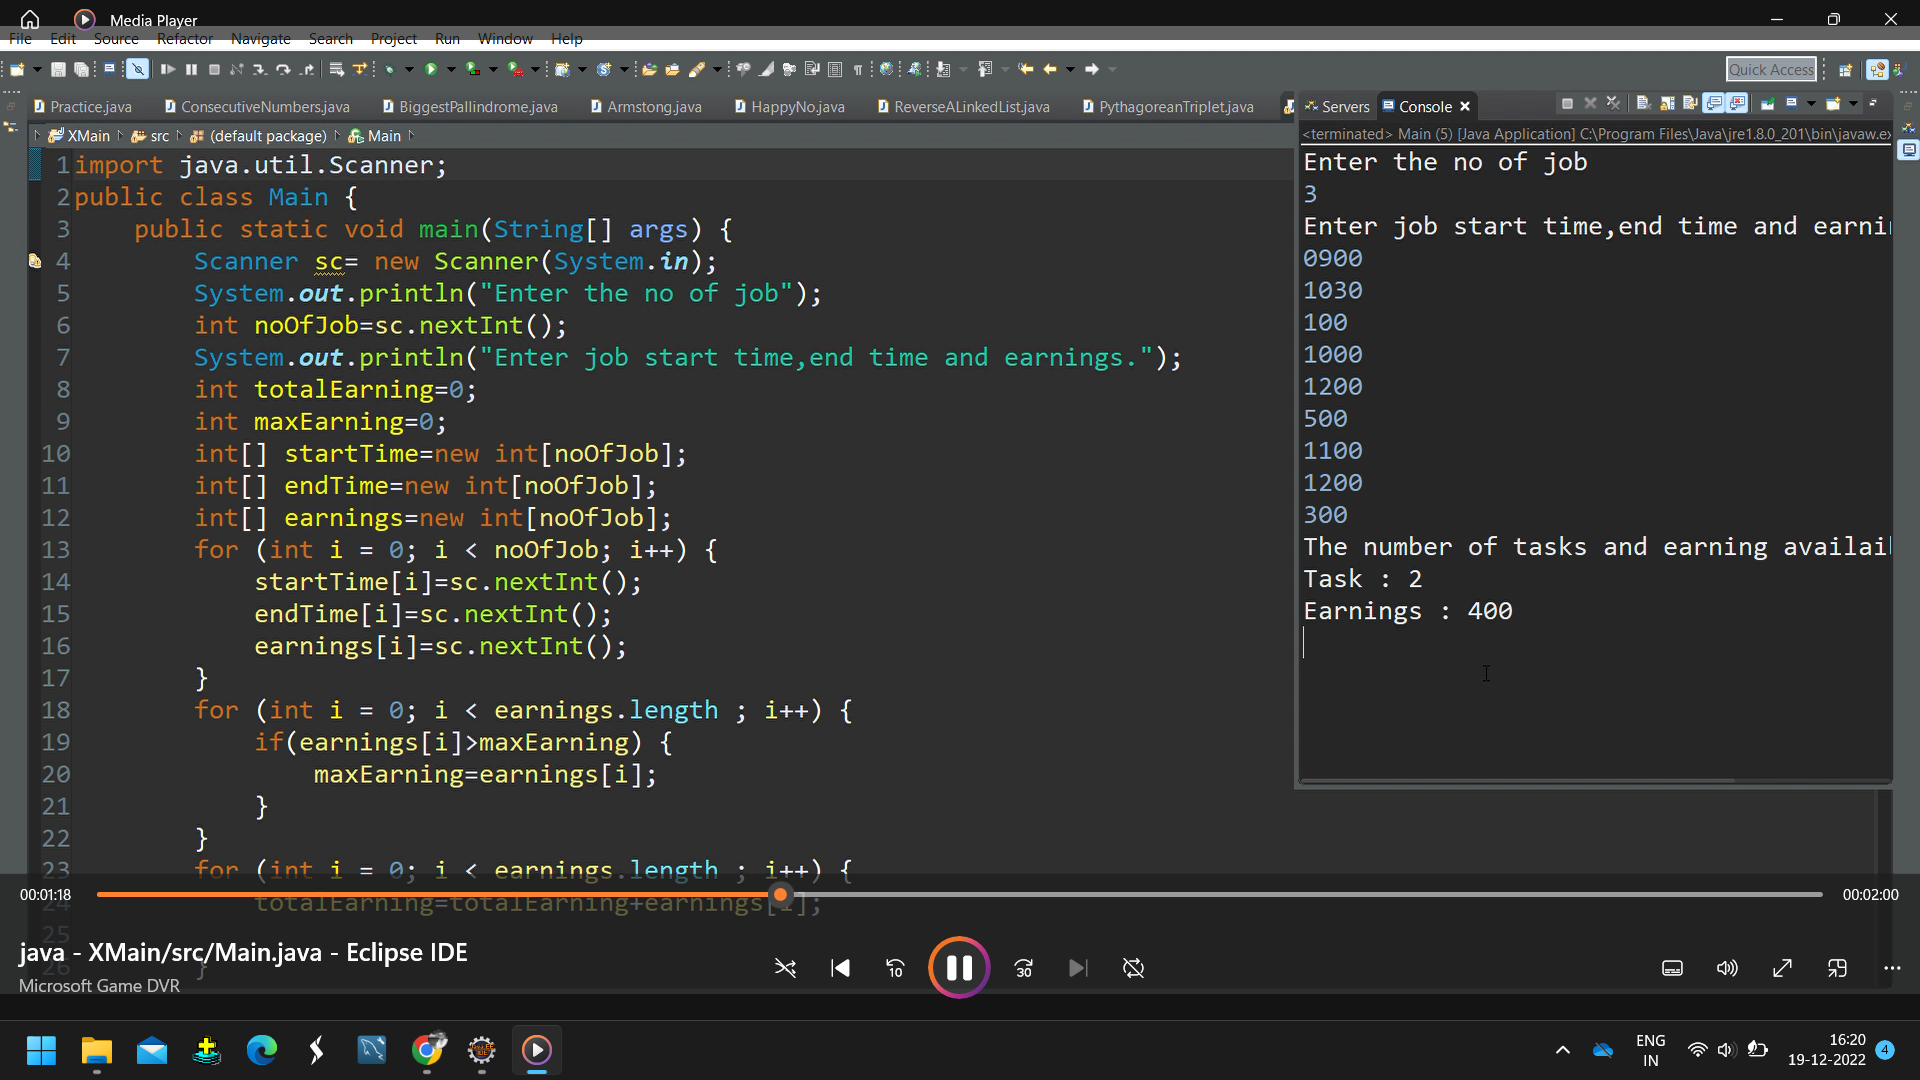 Media Player
File Edit Source Refactor Navigate Search Project Run Window Help
Quick Access
Practice.java ConsecutiveNumbers.java BiggestPallindrome.java Armstong.java HappyNo.java ReverseALinkedList.java PythagoreanTriplet.java
Servers Console
XMain src (default package) Main
<terminated> Main (5) [Java Application] C:\Program Files\Java\jre1.8.0_201\bin\javaw.ex
1 import java.util.Scanner;
2 public class Main {
3 public static void main(String[] args) {
4 Scanner sc= new Scanner(System.in);
5 System.out.println("Enter the no of job");
6 int noOfJob=sc.nextInt();
7 System.out.println("Enter job start time,end time and earnings.");
8 int totalEarning=0;
9 int maxEarning=0;
10 int[] startTime=new int[noOfJob];
11 int[] endTime=new int[noOfJob];
12 int[] earnings=new int[noOfJob];
13 for (int i = 0; i < noOfJob; i++) {
14 startTime[i]=sc.nextInt();
15 endTime[i]=sc.nextInt();
16 earnings[i]=sc.nextInt();
17 }
18 for (int i = 0; i < earnings.length ; i++) {
19 if(earnings[i]>maxEarning) {
20 maxEarning=earnings[i];
21 }
22 }
23 for (int i = 0; i < earnings.length ; i++) {
24 totalEarning=totalEarning+earnings[i];
25
26 }
Enter the no of job
3
Enter job start time,end time and earni
0900
1030
100
1000
1200
500
1100
1200
300
The number of tasks and earning availai
Task : 2
Earnings : 400
00:01:18
00:02:00
java - XMain/src/Main.java - Eclipse IDE
Microsoft Game DVR
10
30
ENG
IN
16:20
19-12-2022
4